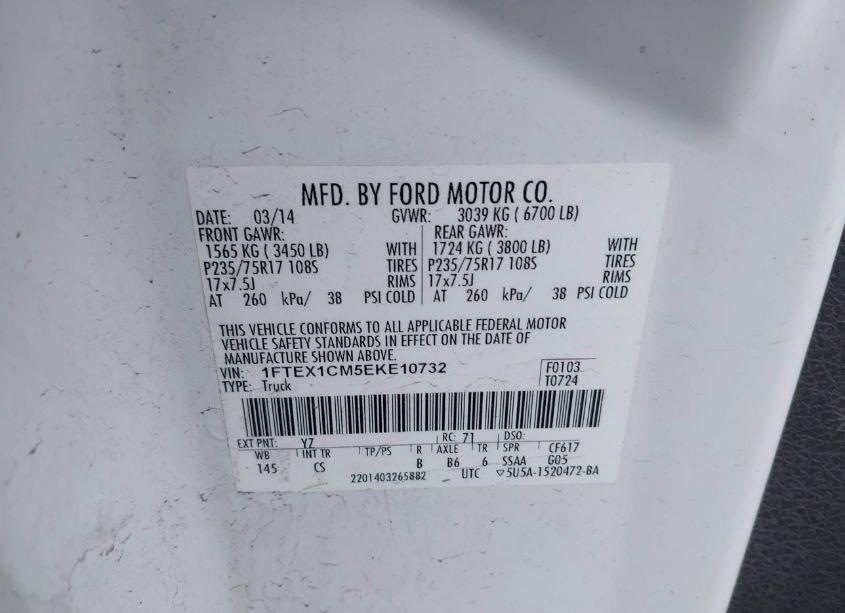 MFD. BY FORD MOTOR CO.
DATE: 03/14 GVWR: 3039 KG ( 6700 LB)
FRONT GAWR: REAR GAWR:
1565 KG ( 3450 LB) WITH 1724 KG ( 3800 LB) WITH
P235/75R17 108S TIRES P235/75R17 108S TIRES
17x7.5J RIMS 17x7.5J RIMS
AT 260 kPa/ 38 PSI COLD AT 260 kPa/ 38 PSI COLD
THIS VEHICLE CONFORMS TO ALL APPLICABLE FEDERAL MOTOR
VEHICLE SAFETY STANDARDS IN EFFECT ON THE DATE OF
MANUFACTURE SHOWN ABOVE.
VIN: 1FTEX1CM5EKE10732 F0103
TYPE: Truck T0724
EXT PNT: YZ RC: 71 DSO:
WB INT TR TP/PS R AXLE TR SPR CF617
145 CS B B6 6 SSAA G05
2201403265882 UTC ▽5U5A-1520472-BA